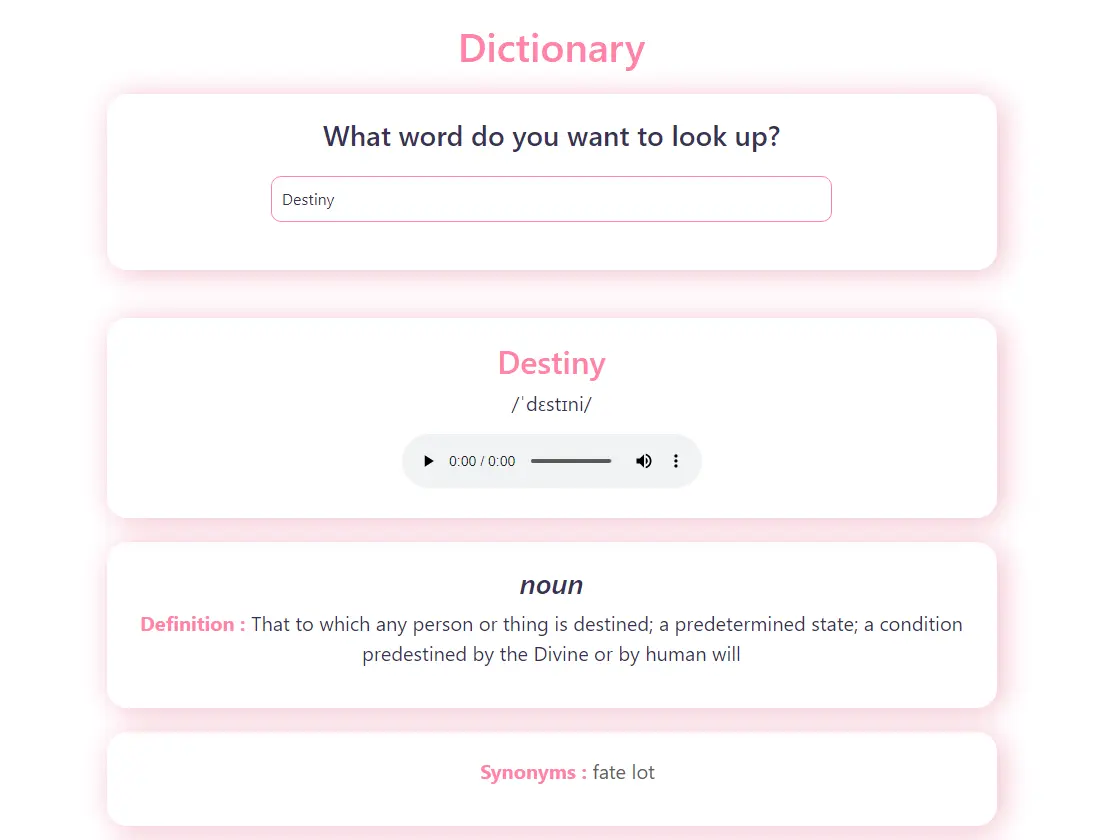 Dictionary
What word do you want to look up?
Destiny
Destiny
/ˈdɛstɪni/
0:00 / 0:00
noun
Definition : That to which any person or thing is destined; a predetermined state; a condition
predestined by the Divine or by human will
Synonyms : fate lot